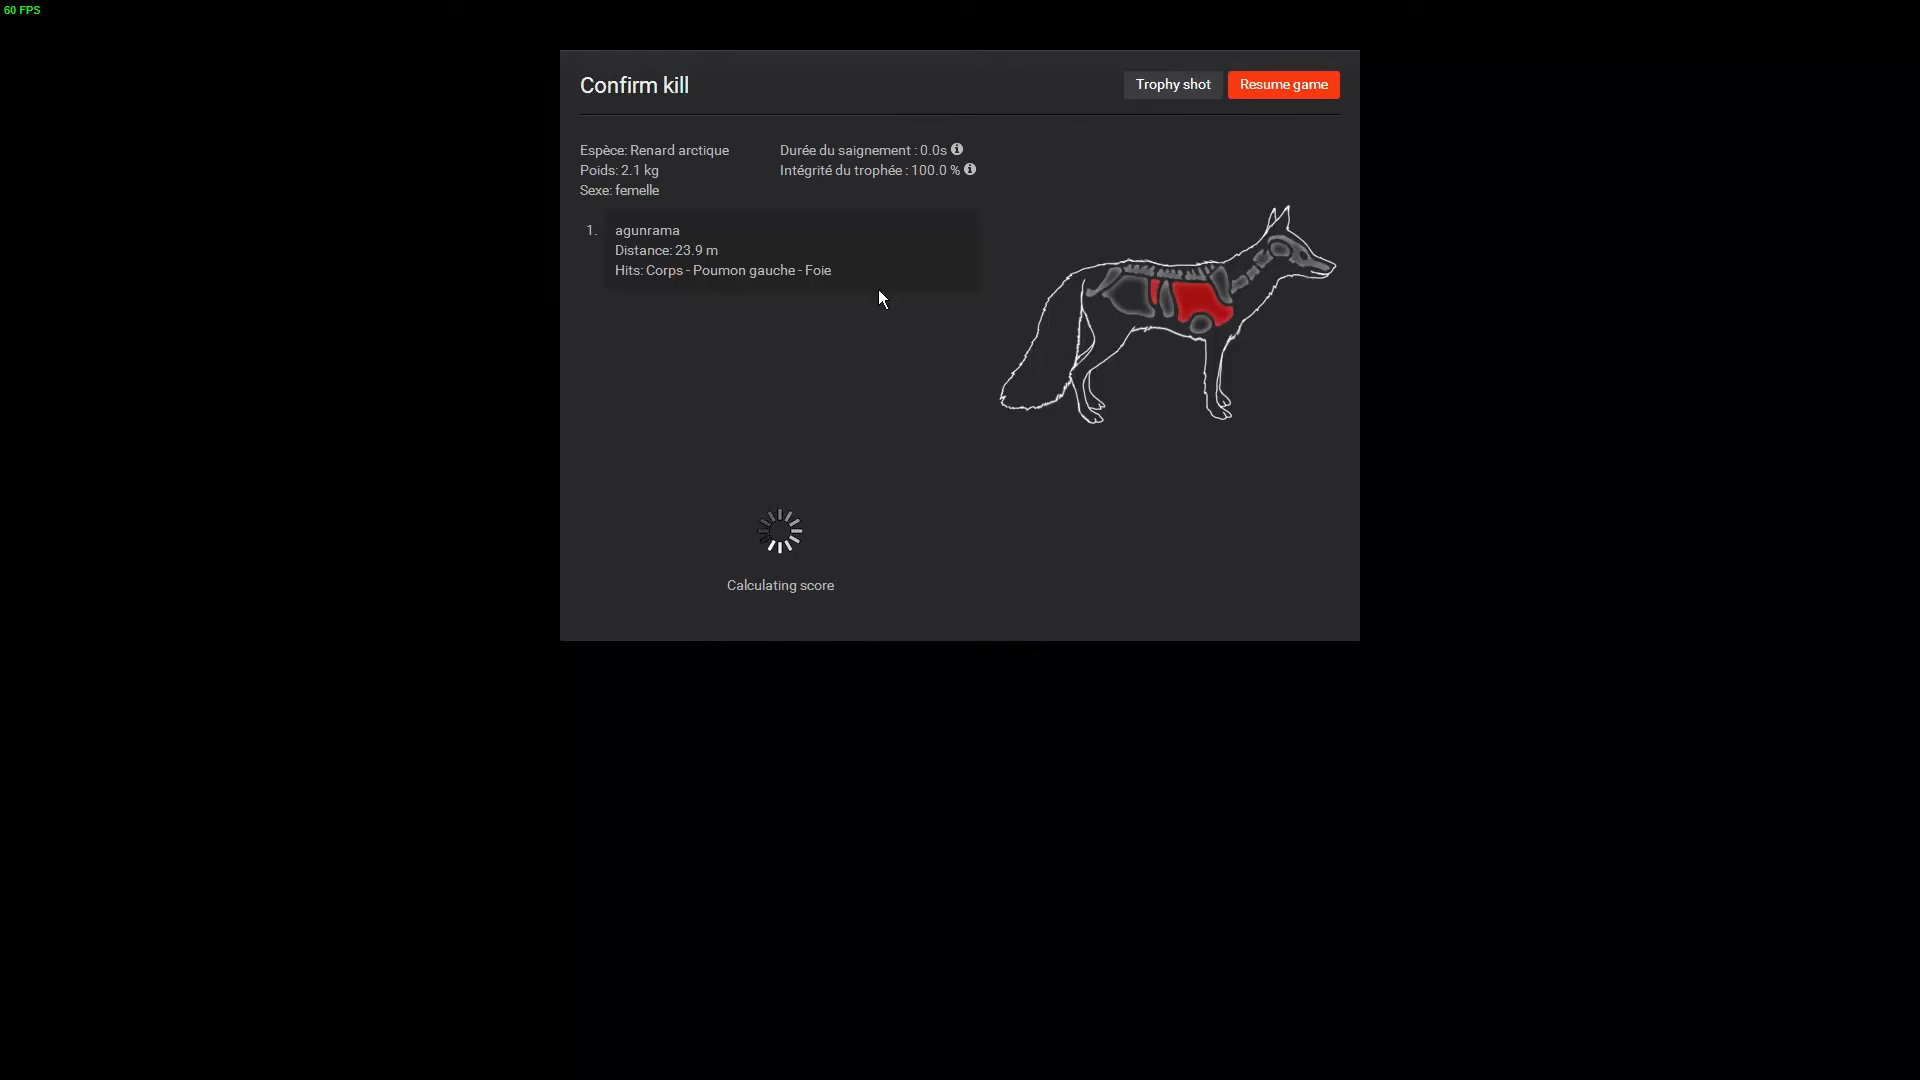 60 FPS
Confirm kill
Trophy shot
Resume game
Espèce: Renard arctique
Poids: 2.1 kg
Sexe: femelle
Durée du saignement : 0.0s
Intégrité du trophée : 100.0 %
1. agunrama
Distance: 23.9 m
Hits: Corps - Poumon gauche - Foie
Calculating score